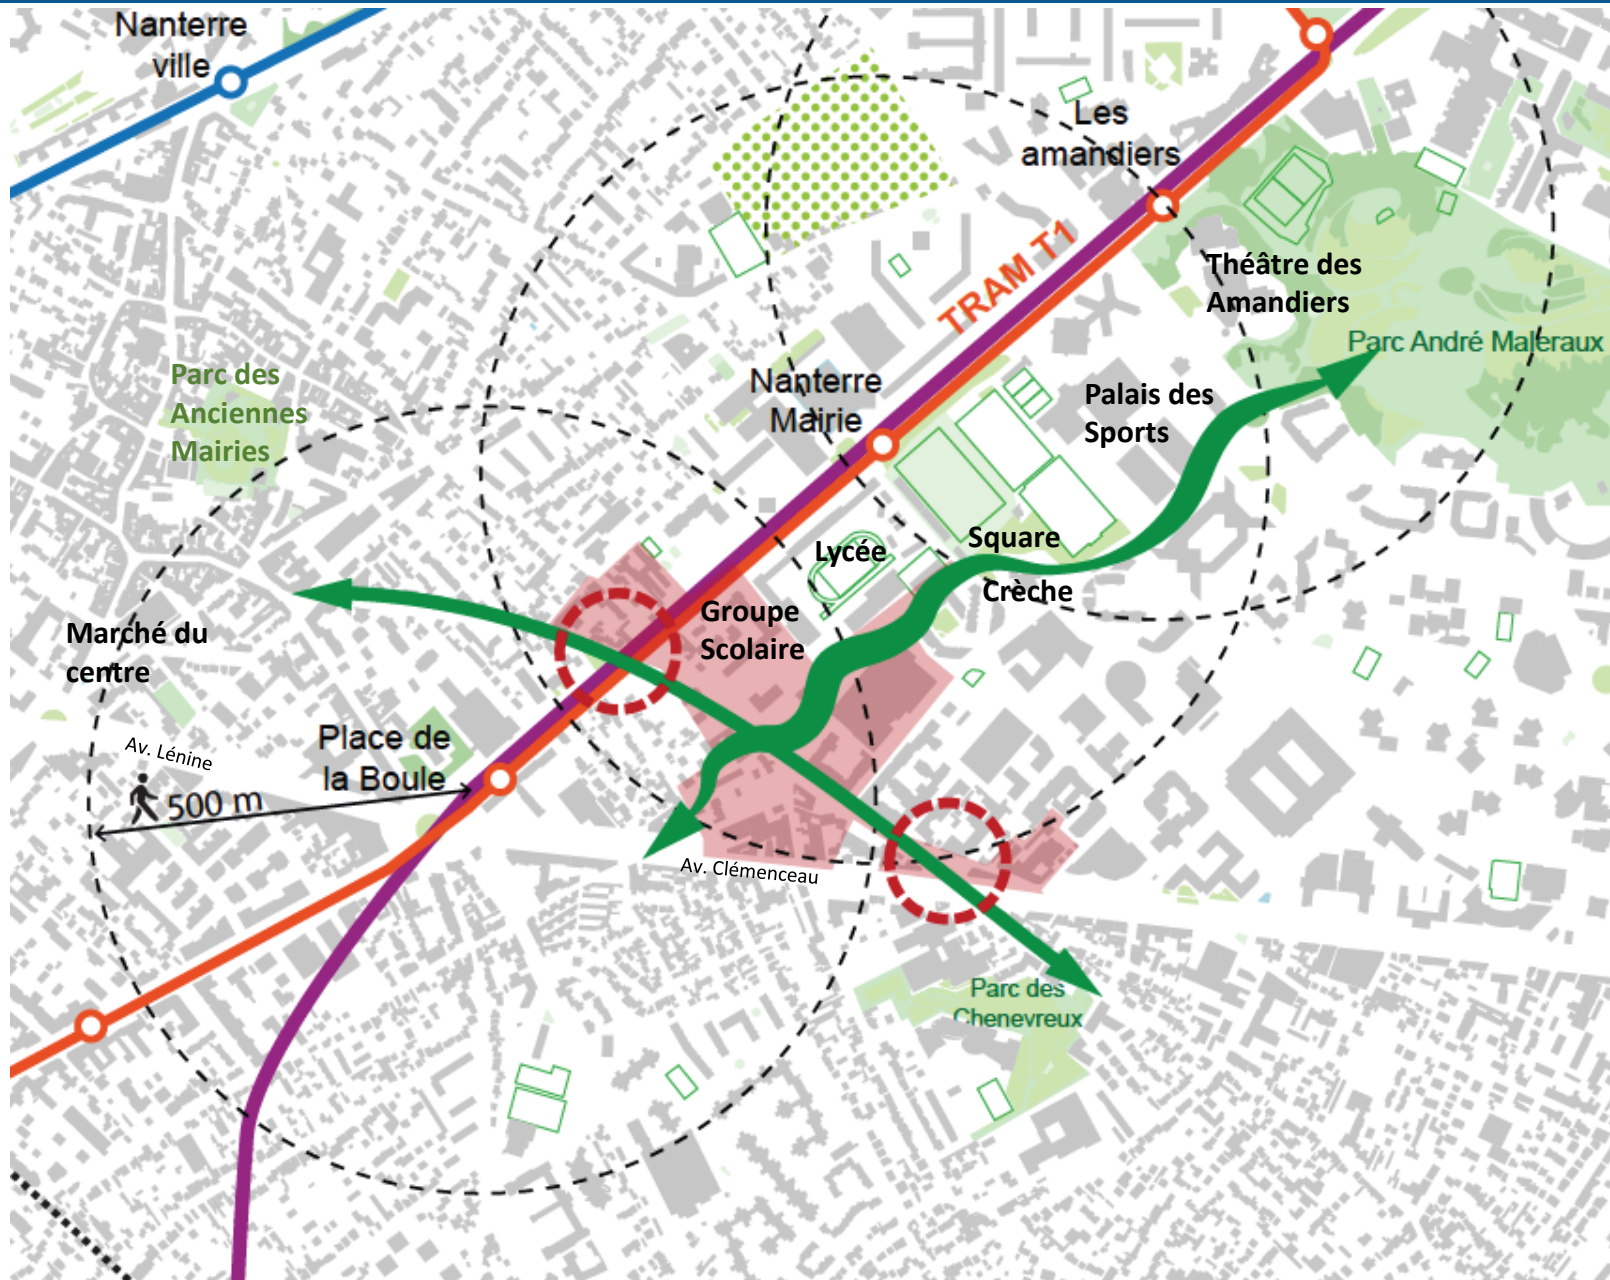 Nanterre
ville
Les
amandiers
TRAM T1
Théâtre des
Amandiers
Parc André Maleraux
Parc des
Anciennes
Mairies
Nanterre
Mairie
Palais des
Sports
Lycée
Square
Crèche
Groupe
Scolaire
Marché du
centre
Place de
la Boule
Av. Lénine
500 m
Av. Clémenceau
Parc des
Chenevreux